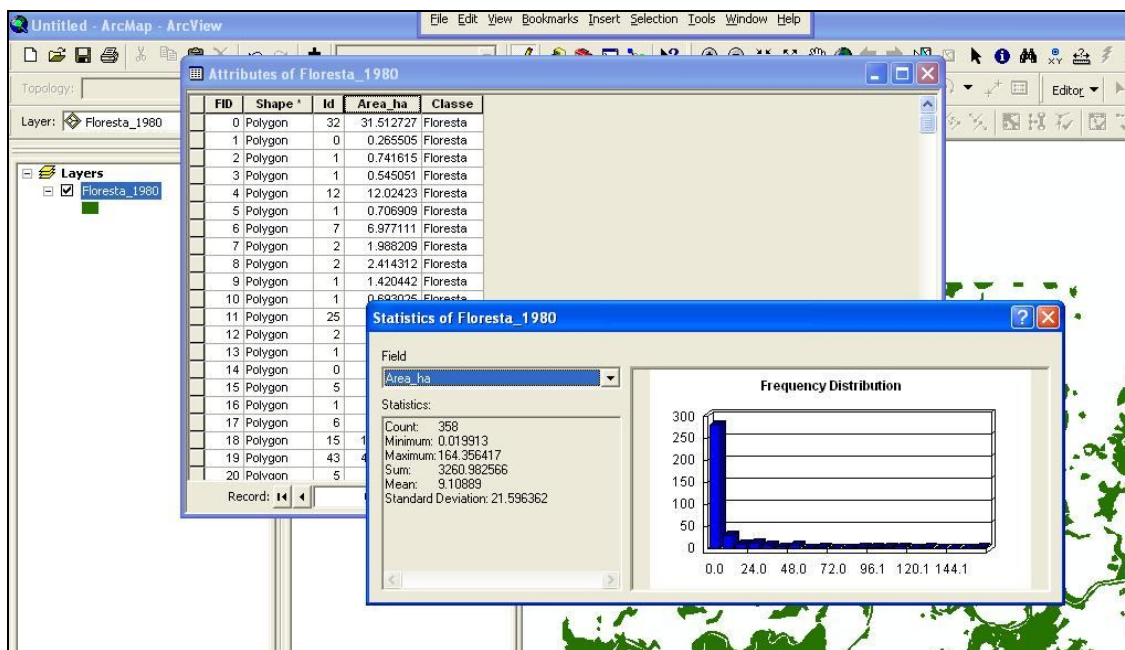 Untitled - ArcMap - ArcView
File Edit View Bookmarks Insert Selection Tools Window Help
Topology:
Editor
Layer: Floresta_1980
Layers
Floresta_1980
Attributes of Floresta_1980
FID Shape * Id Area_ha Classe
0 Polygon 32 31.512727 Floresta
1 Polygon 0 0.265505 Floresta
2 Polygon 1 0.741615 Floresta
3 Polygon 1 0.545051 Floresta
4 Polygon 12 12.02423 Floresta
5 Polygon 1 0.706909 Floresta
6 Polygon 7 6.977111 Floresta
7 Polygon 2 1.988209 Floresta
8 Polygon 2 2.414312 Floresta
9 Polygon 1 1.420442 Floresta
10 Polygon 1 0.693025 Floresta
11 Polygon 25
12 Polygon 2
13 Polygon 1
14 Polygon 0
15 Polygon 5
16 Polygon 1
17 Polygon 6
18 Polygon 15 1
19 Polygon 43 4
20 Polygon 5
Record:
Statistics of Floresta_1980
Field
Area_ha
Statistics:
Count: 358
Minimum: 0.019913
Maximum: 164.356417
Sum: 3260.982566
Mean: 9.10889
Standard Deviation: 21.596362
Frequency Distribution
300
250
200
150
100
50
0
0.0 24.0 48.0 72.0 96.1 120.1 144.1